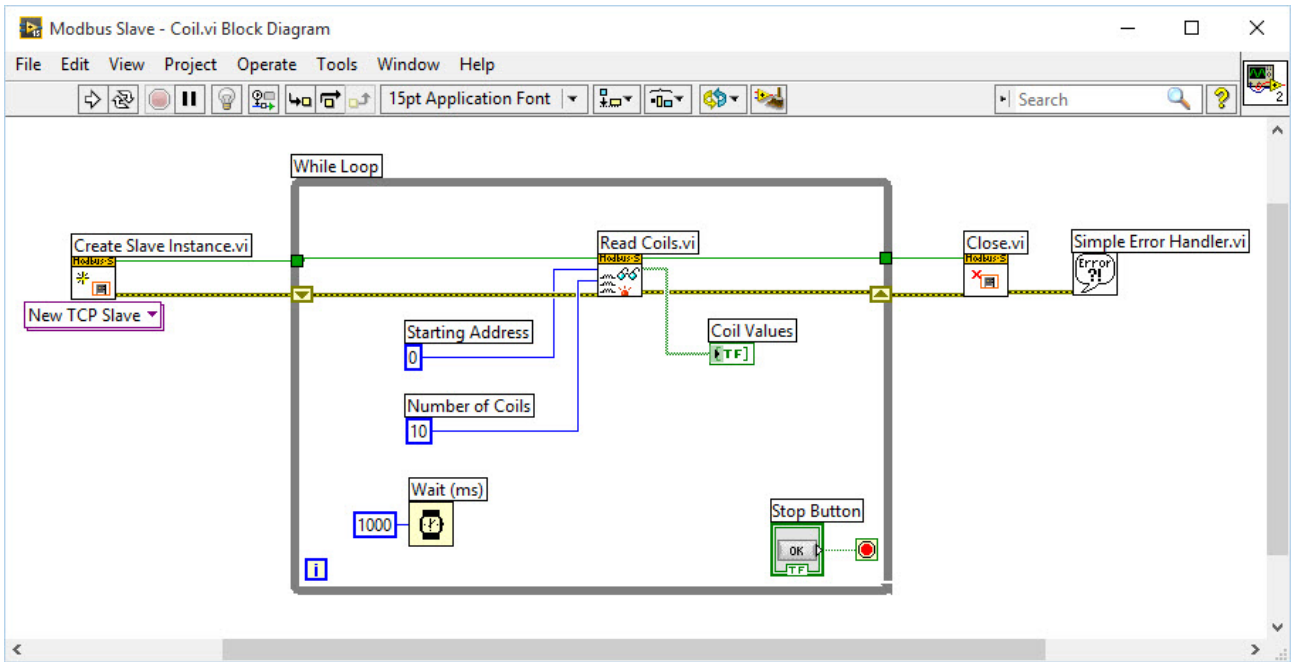 Modbus Slave - Coil.vi Block Diagram
File Edit View Project Operate Tools Window Help
15pt Application Font
Search
2
While Loop
Create Slave Instance.vi
Modbus-S
New TCP Slave
Read Coils.vi
Modbus-S
Close.vi
Modbus-S
Simple Error Handler.vi
Error
?!
Starting Address
0
Coil Values
TF
Number of Coils
10
Wait (ms)
1000
Stop Button
OK
TF
i